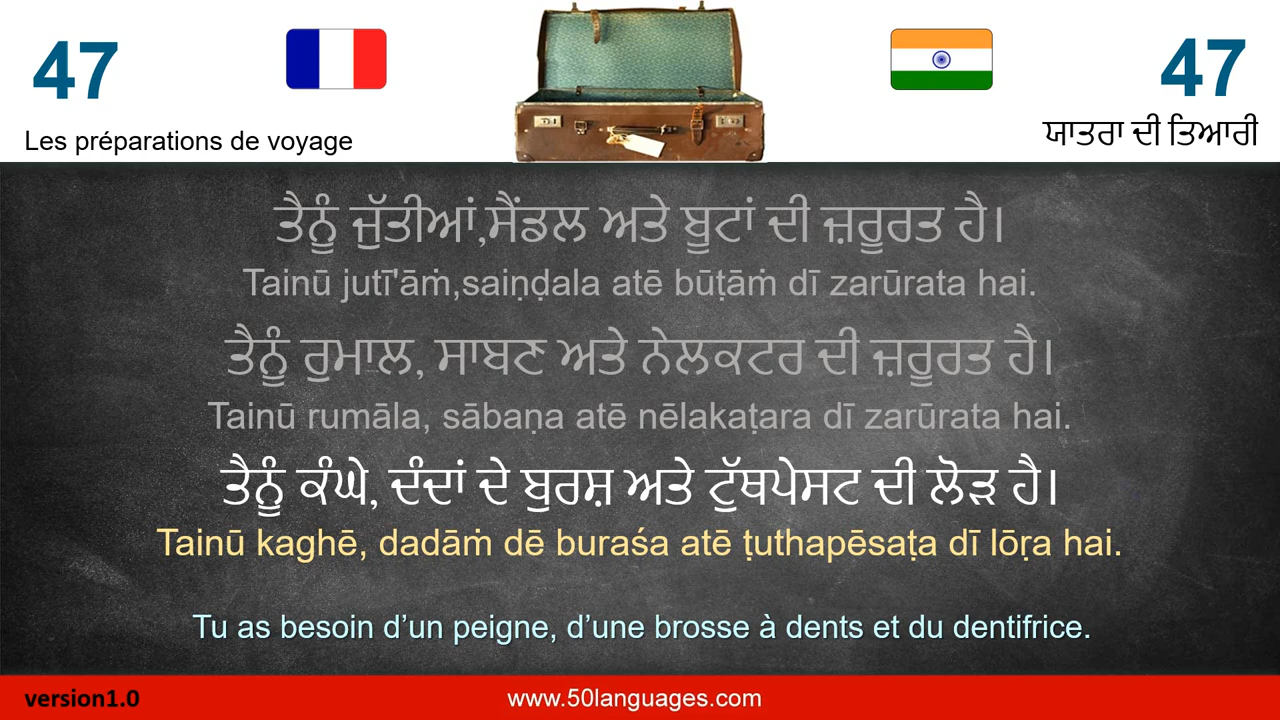 47
47
Les préparations de voyage
ਯਾਤਰਾ ਦੀ ਤਿਆਰੀ
ਤੈਨੂੰ ਜੁੱਤੀਆਂ,ਸੈਂਡਲ ਅਤੇ ਬੁਟਾਂ ਦੀ ਜ਼ਰੂਰਤ ਹੈ।
Tainū jutī'āṁ,saiṇḍala atē būṭāṁ dī zarūrata hai.
ਤੈਨੂੰ ਰੁਮਾਲ, ਸਾਬਣ ਅਤੇ ਨੇਲਕਟਰ ਦੀ ਜ਼ਰੂਰਤ ਹੈ।
Tainū rumāla, sābaṇa atē nēlakaṭara dī zarūrata hai.
ਤੈਨੂੰ ਕੰਘੇ, ਦੰਦਾਂ ਦੇ ਬੁਰਸ਼ ਅਤੇ ਟੁੱਥਪੇਸਟ ਦੀ ਲੋੜ ਹੈ।
Tainū kaghē, dadāṁ dē buraśa atē ṭuthapēsaṭa dī lōṛa hai.
Tu as besoin d’un peigne, d’une brosse à dents et du dentifrice.
version1.0
www.50languages.com